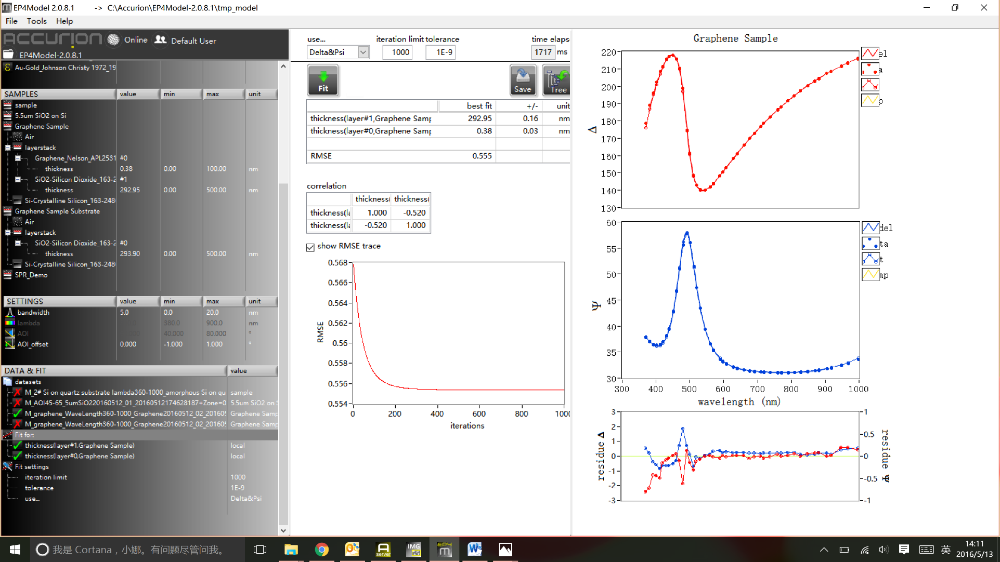 EP4Model 2.0.8.1 -> C:\Accurion\EP4Model-2.0.8.1\tmp_model
File Tools Help
ACCURION Online Default User
EP4Model-2.0.8.1
Au-Gold_Johnson Christy 1972_19
SAMPLES value min max unit
sample
5.5um SiO2 on Si
Graphene Sample
Air
layerstack
Graphene_Nelson_APL2531 #0
thickness 0.38 0.00 100.00 nm
SiO2-Silicon Dioxide_163-2 #1
thickness 292.95 0.00 500.00 nm
Si-Crystalline Silicon_163-248
Graphene Sample Substrate
Air
layerstack
SiO2-Silicon Dioxide_163-2 #0
thickness 293.90 0.00 500.00 nm
Si-Crystalline Silicon_163-248
SPR_Demo
SETTINGS value min max unit
bandwidth 5.0 0.0 20.0 nm
lambda 380.0 900.0 nm
AOI 40.000 80.000 °
AOI_offset 0.000 -1.000 1.000 °
DATA & FIT value
datasets
M_2# Si on quartz substrate lambda360-1000_amorphous Si on qu sample
M_AOI45-65_5umSiO220160512_01_20160512174628187+Zone=0 5.5um SiO2 on
M_graphene_WaveLength360-1000_Graphene20160512_02_20160 Graphene Samp
M_graphene_WaveLength360-1000_Graphene20160512_02_20160 Graphene Samp
Fit for:
thickness(layer#1,Graphene Sample) local
thickness(layer#0,Graphene Sample) local
Fit settings
iteration limit 1000
tolerance 1E-9
use... Delta&Psi
use... iteration limit tolerance time elaps
Delta&Psi 1000 1E-9 1717 ms
Fit Save Tree
best fit +/- unit
thickness(layer#1,Graphene Samp 292.95 0.16 nm
thickness(layer#0,Graphene Samp 0.38 0.03 nm
RMSE 0.555
correlation
thickness( thickness(
thickness(la 1.000 -0.520
thickness(la -0.520 1.000
show RMSE trace
0.568
0.566
0.564
0.562
0.56
0.558
0.556
0.554
RMSE
0 200 400 600 800 1000
iterations
Graphene Sample
220
210
200
190
180
170
160
150
140
130
Δ
el
a
p
60
55
50
45
40
35
30
Ψ
del
ta
t
mp
300 400 500 600 700 800 900 1000
wavelength (nm)
3
2
1
0
-1
-2
-3
residue Δ
1
0.5
0
-0.5
-1
residue Ψ
我是 Cortana，小娜。有问题尽管问我。
server IMG EP4 m
英
14:11
2016/5/13